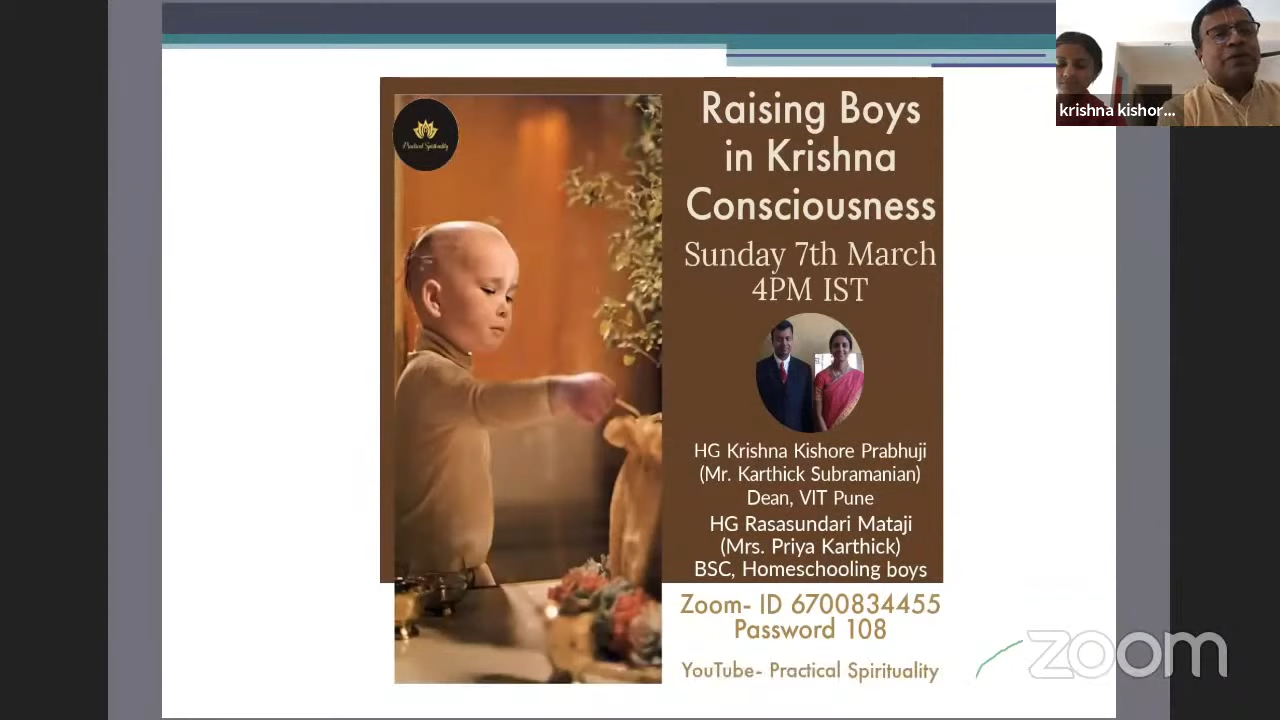 krishna kishor...
Practical Spirituality
Raising Boys
in Krishna
Consciousness
Sunday 7th March
4PM IST
HG Krishna Kishore Prabhuji
(Mr. Karthick Subramanian)
Dean, VIT Pune
HG Rasasundari Mataji
(Mrs. Priya Karthick)
BSC, Homeschooling boys
Zoom- ID 6700834455
Password 108
YouTube- Practical Spirituality
zoom